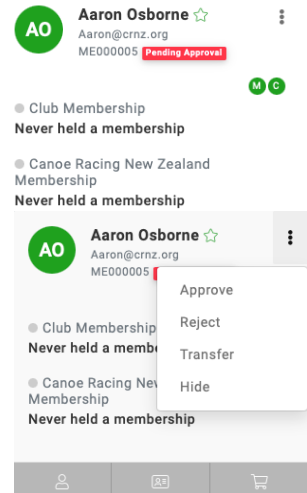 AO
Aaron Osborne
Aaron@crnz.org
ME000005 Pending Approval
M C
Club Membership
Never held a membership
Canoe Racing New Zealand
Membership
Never held a membership
AO
Aaron Osborne
Aaron@crnz.org
ME000005
Approve
Reject
Transfer
Hide
Club Membership
Never held a membe
Canoe Racing New
Membership
Never held a membership